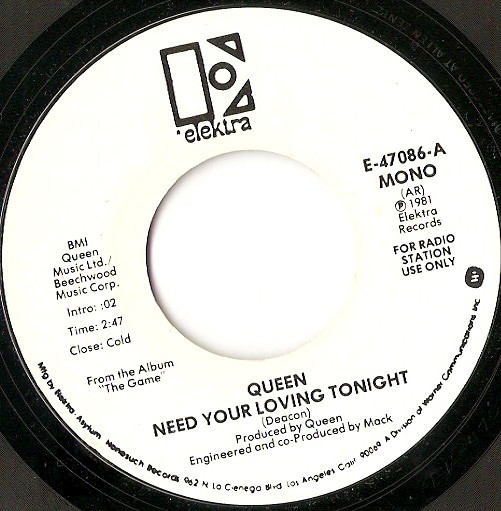 elektra
E-47086-A
MONO
(AR)
Ⓟ 1981
Elektra
Records
FOR RADIO
STATION
USE ONLY
BMI
Queen
Music Ltd./
Beechwood
Music Corp.
Intro: :02
Time: 2:47
Close: Cold
From the Album
"The Game"
QUEEN
NEED YOUR LOVING TONIGHT
(Deacon)
Produced by Queen
Engineered and co-Produced by Mack
Mfg by Elektra-Asylum Nonesuch Records 962 N La Cienega Blvd Los Angeles Calif 90069 A Division of Warner Communications Inc